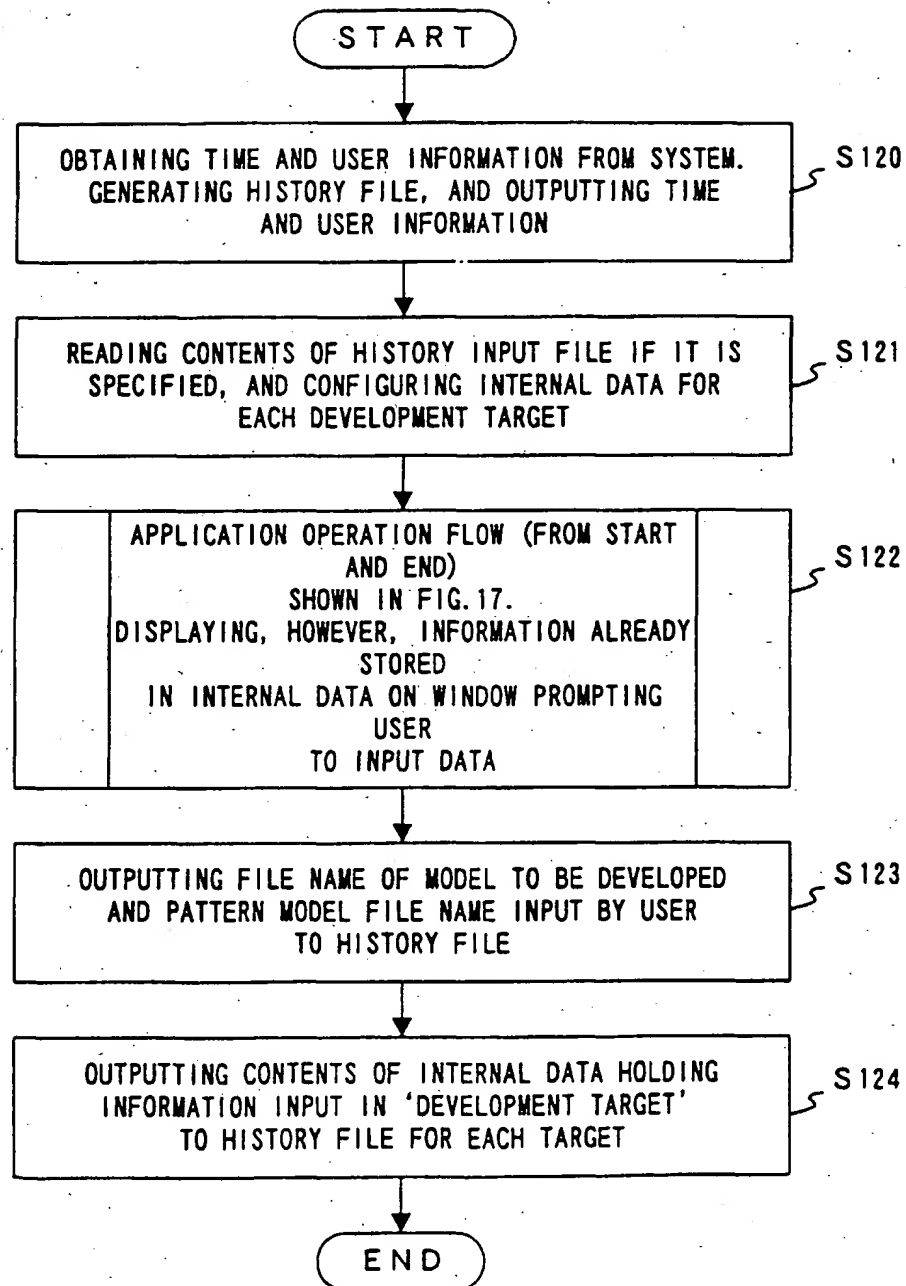 START
OBTAINING TIME AND USER INFORMATION FROM SYSTEM.
GENERATING HISTORY FILE, AND OUTPUTTING TIME
AND USER INFORMATION
S120
READING CONTENTS OF HISTORY INPUT FILE IF IT IS
SPECIFIED, AND CONFIGURING INTERNAL DATA FOR
EACH DEVELOPMENT TARGET
S121
APPLICATION OPERATION FLOW (FROM START
AND END)
SHOWN IN FIG.17.
DISPLAYING, HOWEVER, INFORMATION ALREADY
STORED
IN INTERNAL DATA ON WINDOW PROMPTING
USER
TO INPUT DATA
S122
OUTPUTTING FILE NAME OF MODEL TO BE DEVELOPED
AND PATTERN MODEL FILE NAME INPUT BY USER
TO HISTORY FILE
S123
OUTPUTTING CONTENTS OF INTERNAL DATA HOLDING
INFORMATION INPUT IN 'DEVELOPMENT TARGET'
TO HISTORY FILE FOR EACH TARGET
S124
END